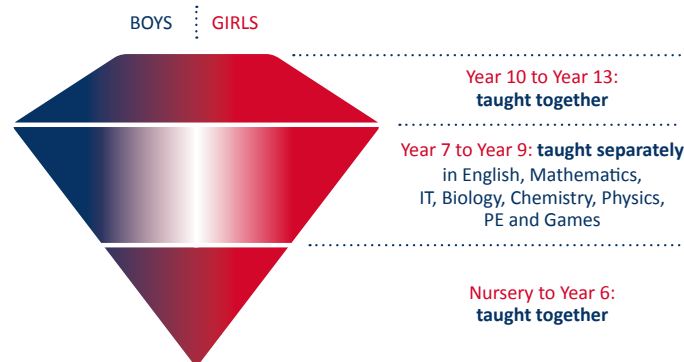 BOYS GIRLS
Year 10 to Year 13:
taught together
Year 7 to Year 9: taught separately
in English, Mathematics,
IT, Biology, Chemistry, Physics,
PE and Games
Nursery to Year 6:
taught together